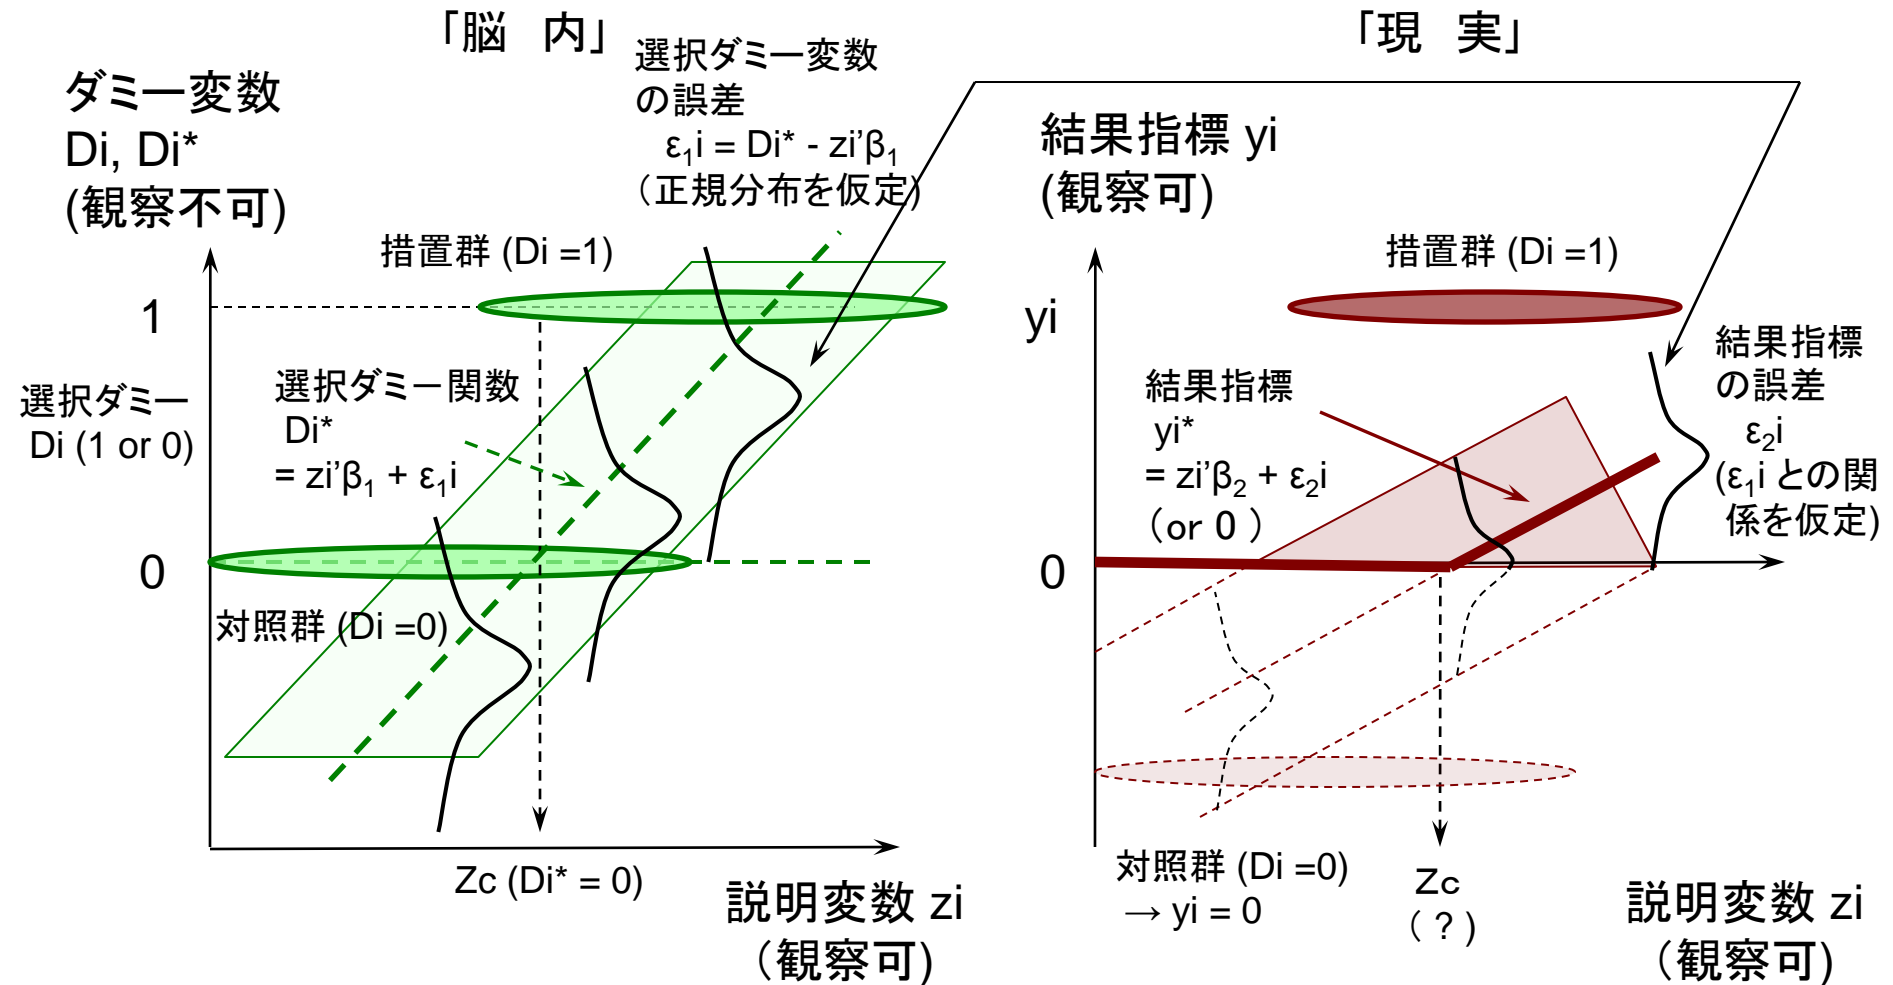 「脳　内」
選択ダミー変数
の誤差
ε₁i = Di* - zi’β₁
（正規分布を仮定)
ダミー変数
Di, Di*
(観察不可)
措置群 (Di =1)
1
選択ダミー
Di (1 or 0)
選択ダミー関数
Di*
= zi’β₁ + ε₁i
0
対照群 (Di =0)
Zc (Di* = 0)
説明変数 zi
（観察可)
「現　実」
結果指標 yi
(観察可)
措置群 (Di =1)
yi
結果指標
yi*
= zi’β₂ + ε₂i
（or 0 ）
結果指標
の誤差
ε₂i
(ε₁i との関
係を仮定)
0
対照群 (Di =0)
→ yi = 0
Zc
（ ? ）
説明変数 zi
（観察可)